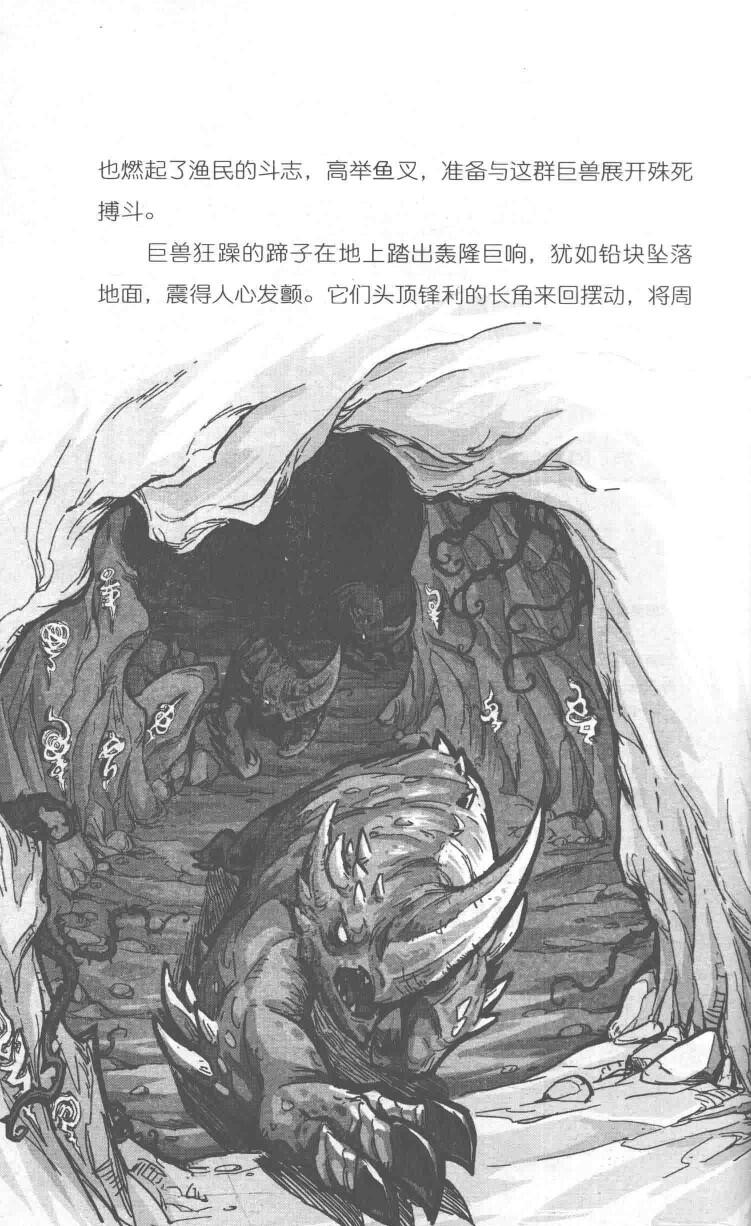 也燃起了渔民的斗志，高举鱼叉，准备与这群巨兽展开殊死
搏斗。
巨兽狂躁的蹄子在地上踏出轰隆巨响，犹如铅块坠落
地面，震得人心发颤。它们头顶锋利的长角来回摆动，将周